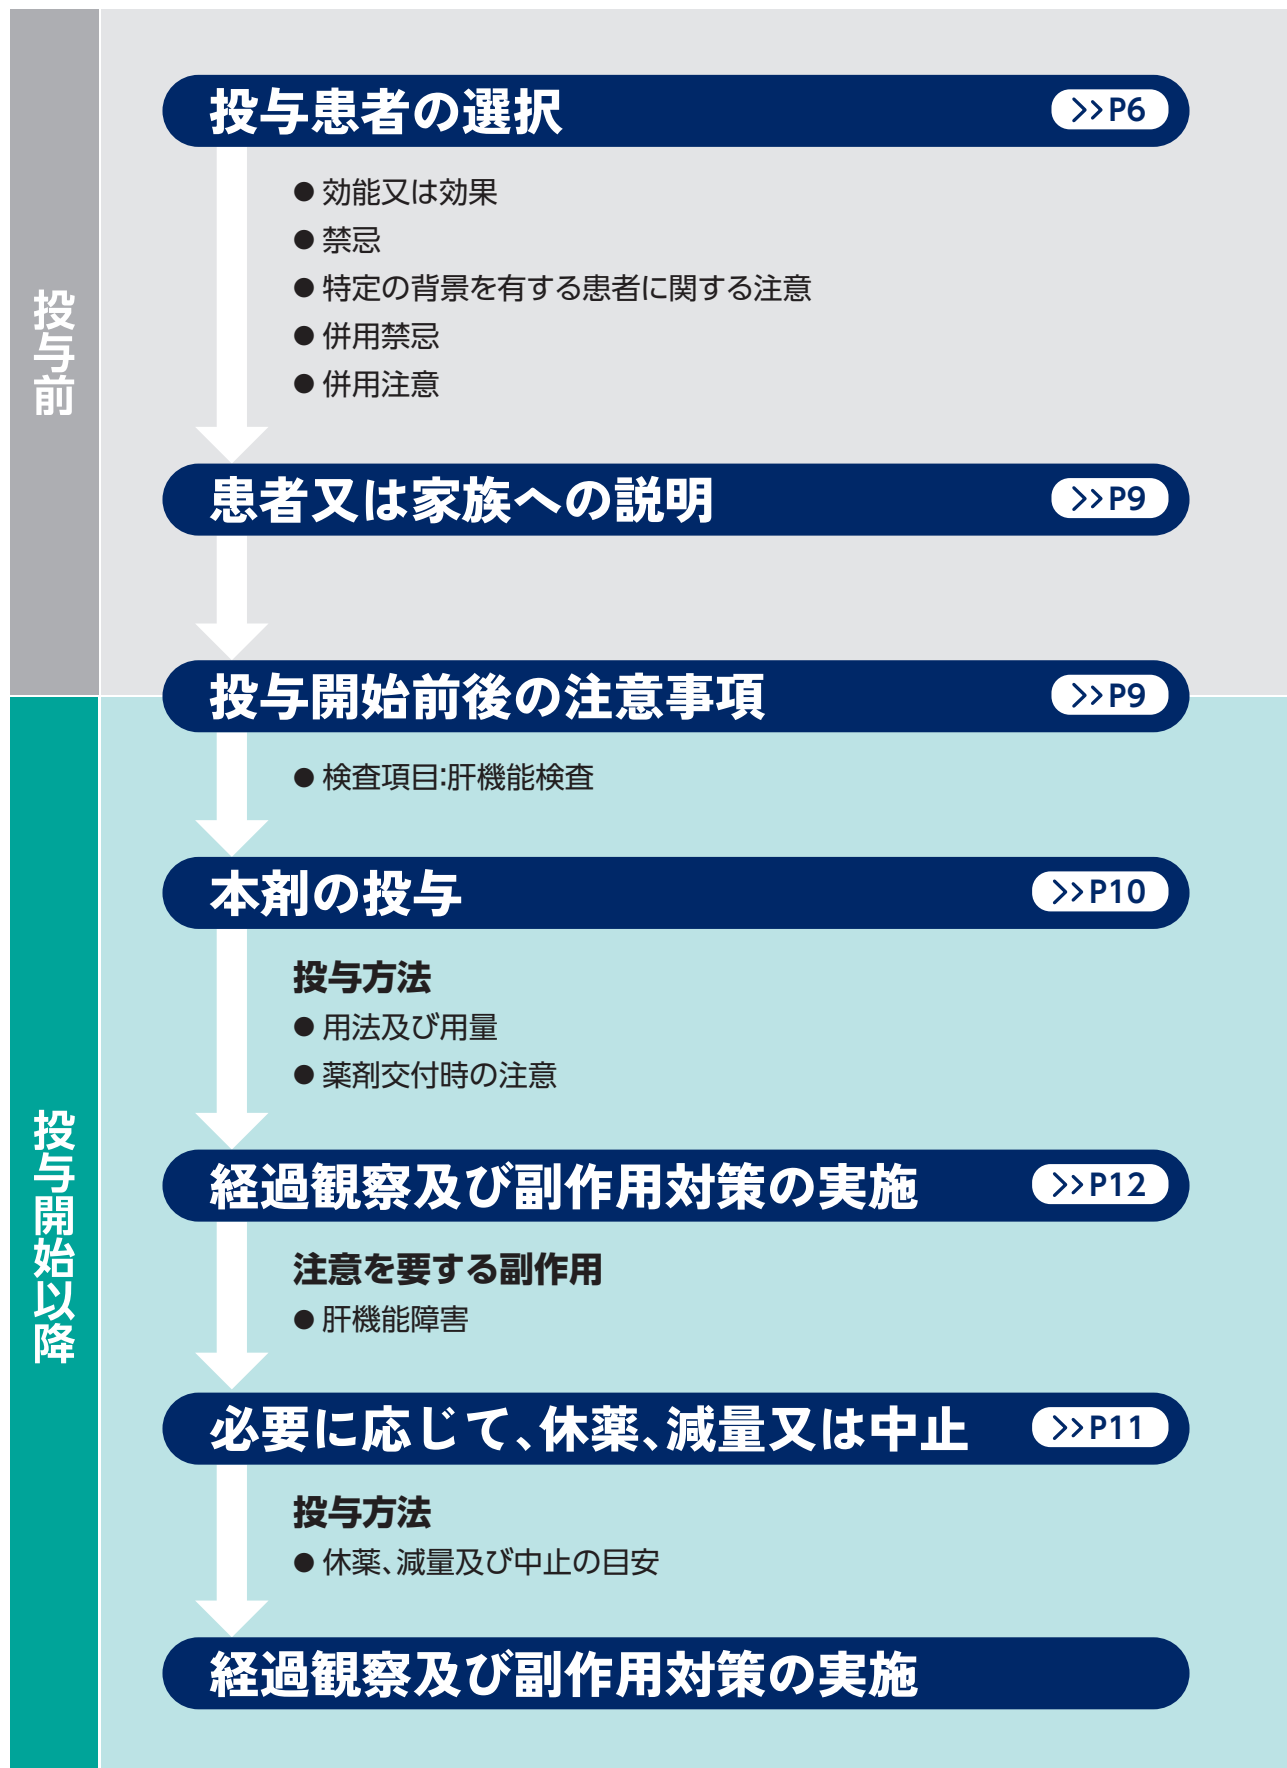 投与前
投与患者の選択 >>P6
● 効能又は効果
● 禁忌
● 特定の背景を有する患者に関する注意
● 併用禁忌
● 併用注意
患者又は家族への説明 >>P9
投与開始前後の注意事項 >>P9
● 検査項目:肝機能検査
投与開始以降
本剤の投与 >>P10
投与方法
● 用法及び用量
● 薬剤交付時の注意
経過観察及び副作用対策の実施 >>P12
注意を要する副作用
● 肝機能障害
必要に応じて、休薬、減量又は中止 >>P11
投与方法
● 休薬、減量及び中止の目安
経過観察及び副作用対策の実施